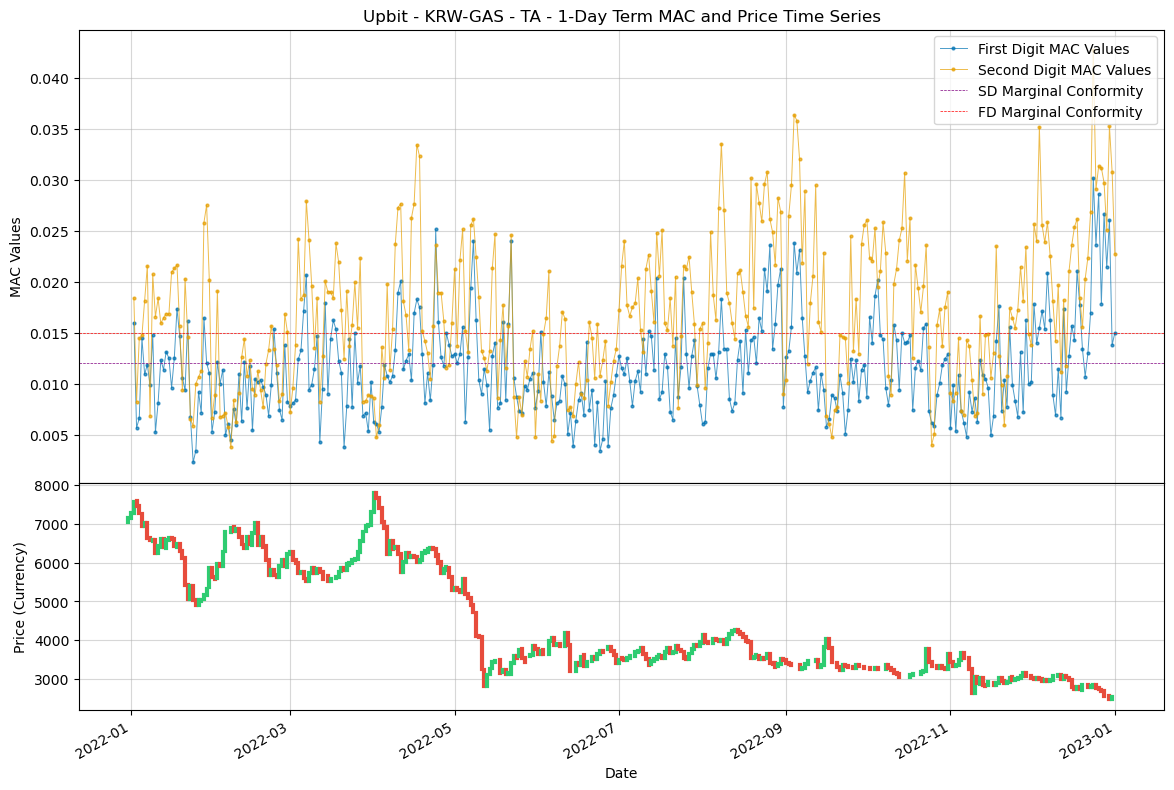 Upbit - KRW-GAS - TA - 1-Day Term MAC and Price Time Series
First Digit MAC Values
Second Digit MAC Values
SD Marginal Conformity
FD Marginal Conformity
MAC Values
0.040
0.035
0.030
0.025
0.020
0.015
0.010
0.005
Price (Currency)
8000
7000
6000
5000
4000
3000
2022-01
2022-03
2022-05
2022-07
2022-09
2022-11
2023-01
Date